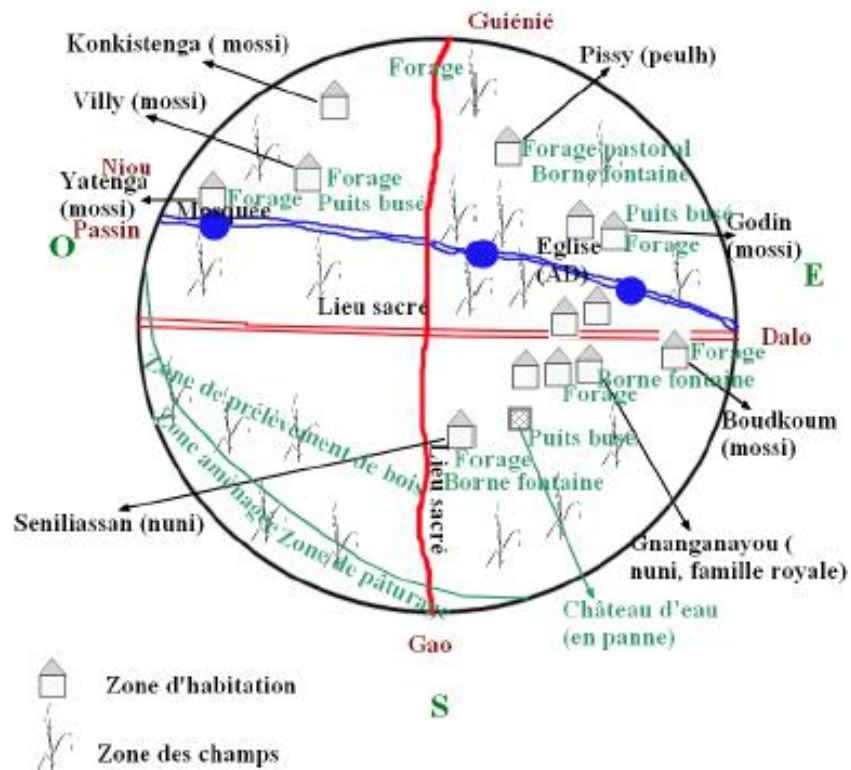 Guiénié
Konkistenga ( mossi)
Pissy (peulh)
Forage
Villy (mossi)
Forage pastoral
Borne fontaine
Niou
Forage
Puits busé
Yatenga
(mossi)
Forage
Mosquée
Passin
Puits busé
Forage
Godin
(mossi)
O
Eglise
(AD)
E
Lieu sacré
Dalo
Forage
Borne fontaine
Forage
Boudkoum
(mossi)
Zone de prélèvement de bois
Zone aménagée
Zone de pâturage
Puits busé
Lieu sacré
Forage
Borne fontaine
Seniliassan (nuni)
Gnanganayou (
nuni, famille royale)
Château d'eau
(en panne)
Gao
S
Zone d'habitation
Zone des champs